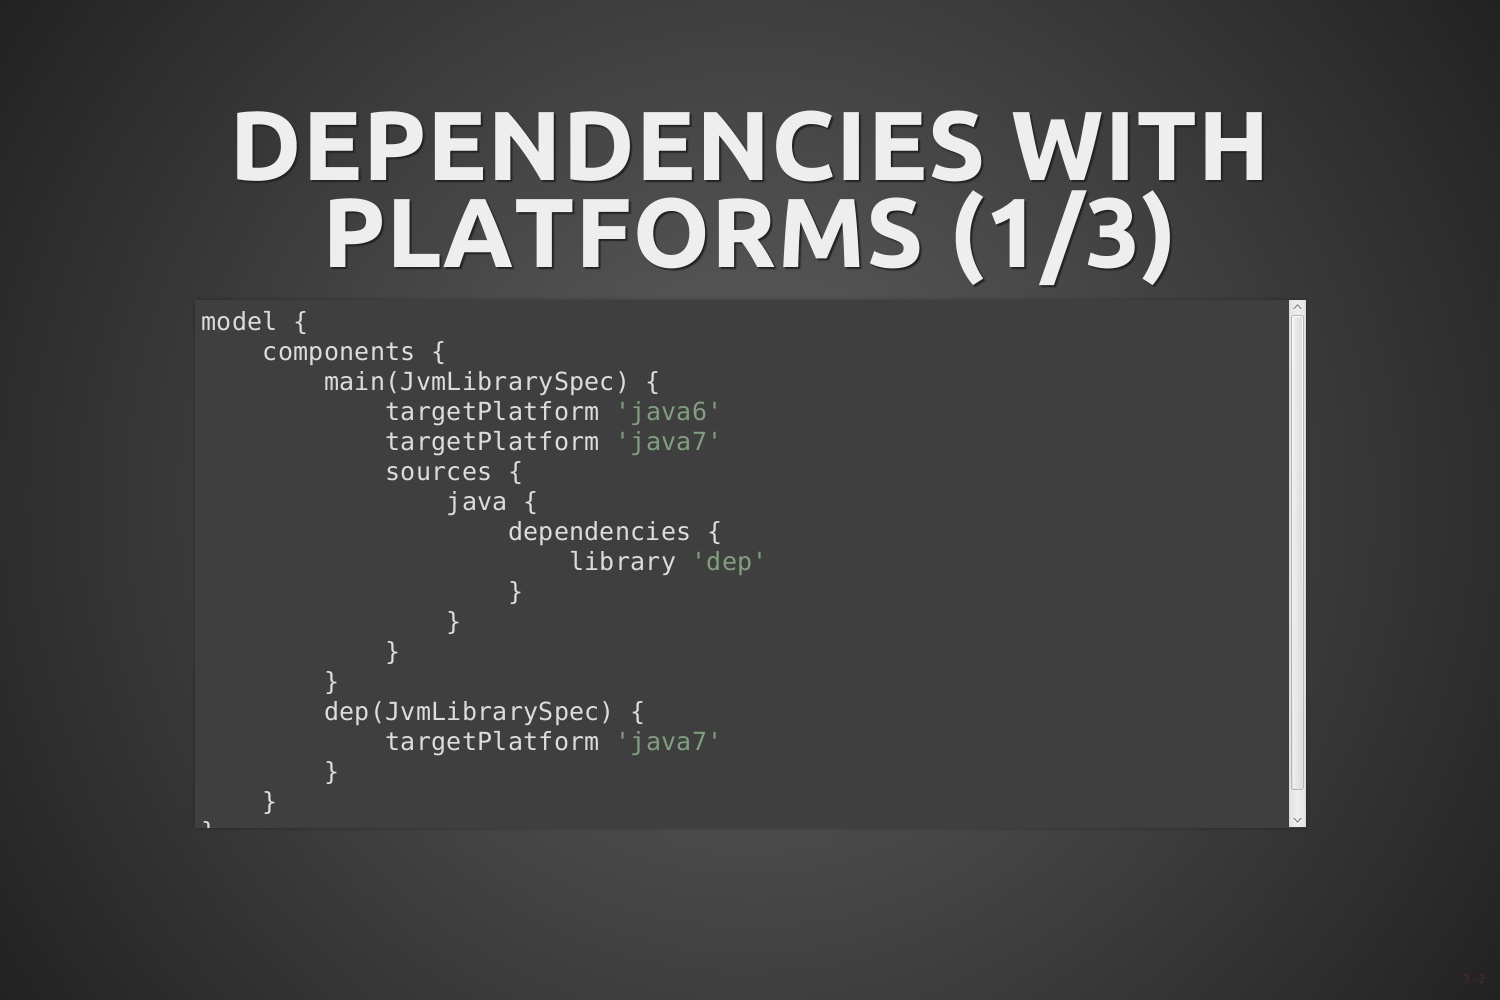 DEPENDENCIES WITH
PLATFORMS (1/3)
model {
    components {
        main(JvmLibrarySpec) {
            targetPlatform 'java6'
            targetPlatform 'java7'
            sources {
                java {
                    dependencies {
                        library 'dep'
                    }
                }
            }
        }
        dep(JvmLibrarySpec) {
            targetPlatform 'java7'
        }
    }
}
3-2